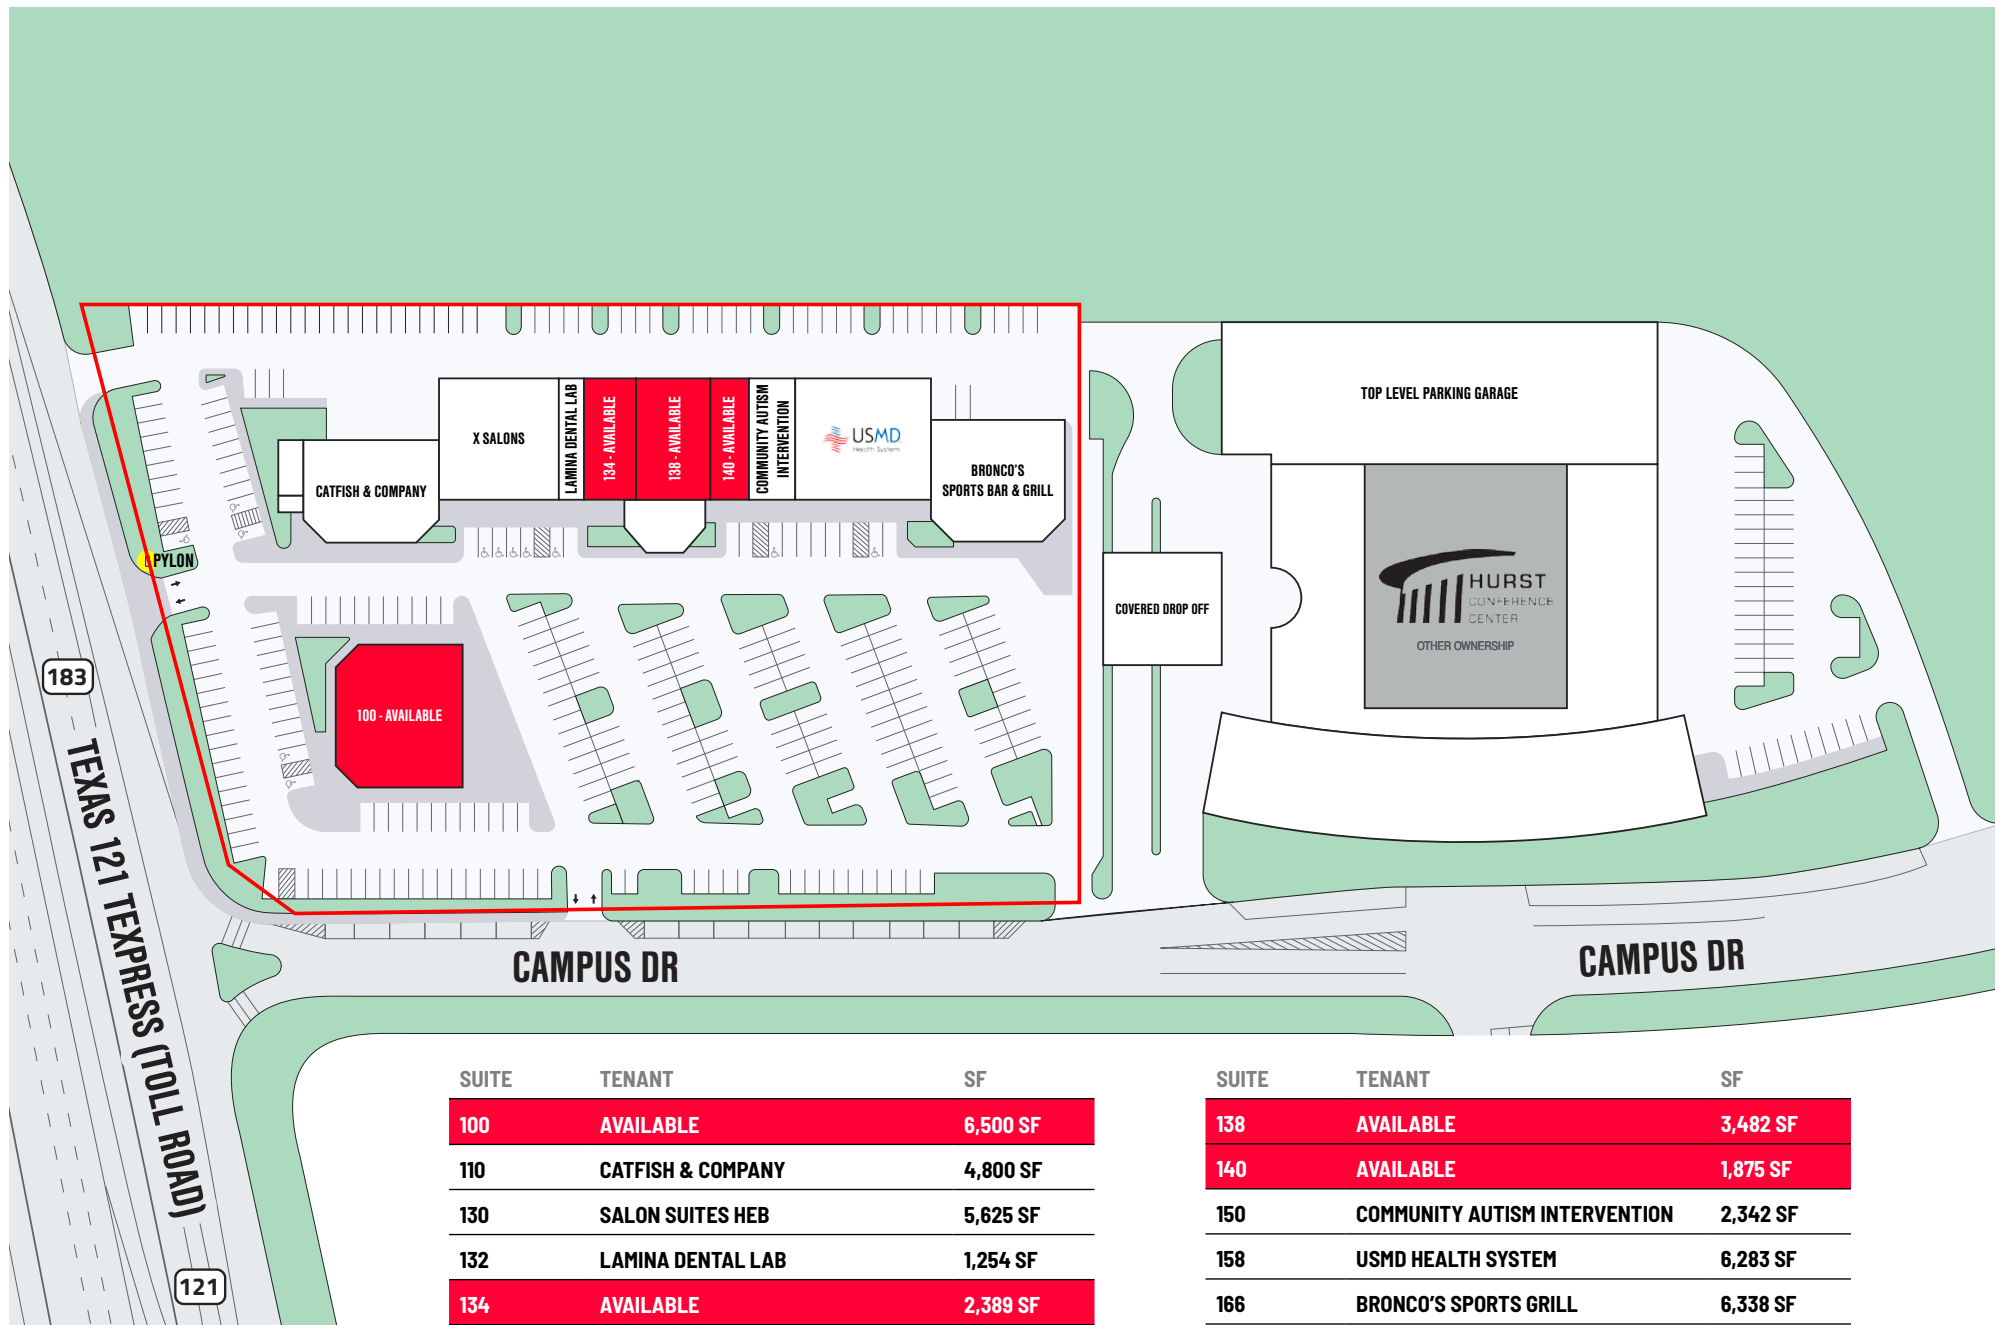 TOP LEVEL PARKING GARAGE
X SALONS
LAMINA DENTAL LAB
134 - AVAILABLE
138 - AVAILABLE
140 - AVAILABLE
COMMUNITY AUTISM
INTERVENTION
USMD
Health System
CATFISH & COMPANY
BRONCO'S
SPORTS BAR & GRILL
PYLON
COVERED DROP OFF
HURST
CONFERENCE
CENTER
OTHER OWNERSHIP
183
100 - AVAILABLE
TEXAS 121 TEXPRESS (TOLL ROAD)
121
CAMPUS DR
CAMPUS DR
SUITE TENANT SF
100 AVAILABLE 6,500 SF
110 CATFISH & COMPANY 4,800 SF
130 SALON SUITES HEB 5,625 SF
132 LAMINA DENTAL LAB 1,254 SF
134 AVAILABLE 2,389 SF
SUITE TENANT SF
138 AVAILABLE 3,482 SF
140 AVAILABLE 1,875 SF
150 COMMUNITY AUTISM INTERVENTION 2,342 SF
158 USMD HEALTH SYSTEM 6,283 SF
166 BRONCO'S SPORTS GRILL 6,338 SF